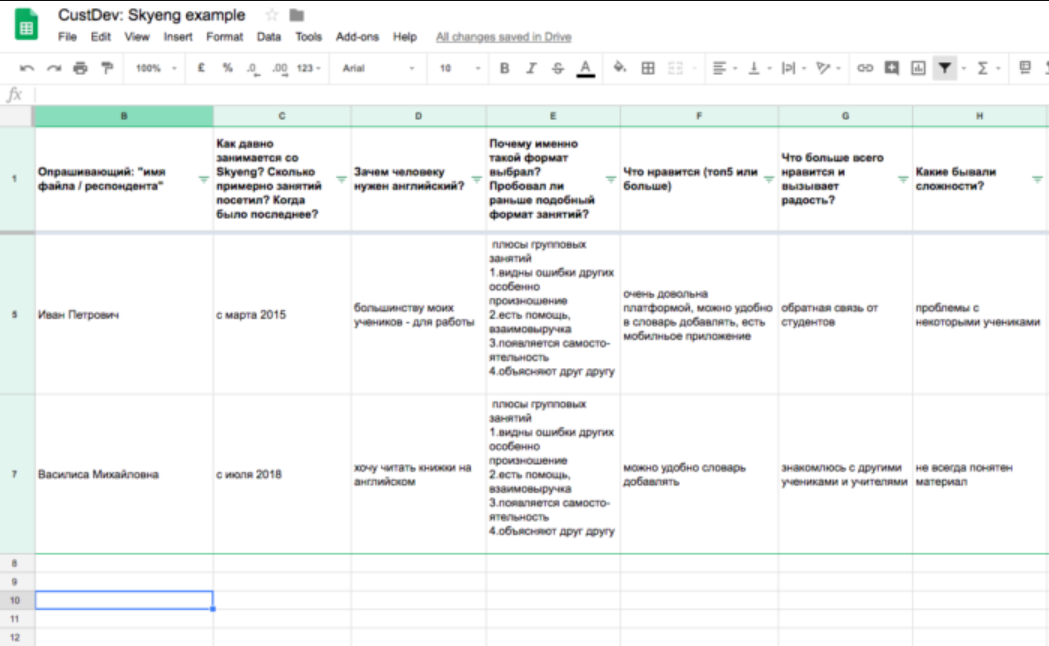 CustDev: Skyeng example
File Edit View Insert Format Data Tools Add-ons Help All changes saved in Drive
100% £ % .0 .00 123 Arial 10 B I S A
fx
B C D E F G H
1
Опрашивающий: "имя
файла / респондента"
Как давно
занимается со
Skyeng? Сколько
примерно занятий
посетил? Когда
было последнее?
Зачем человеку
нужен английский?
Почему именно
такой формат
выбрал?
Пробовал ли
раньше подобный
формат занятий?
Что нравится (топ5 или
больше)
Что больше всего
нравится и
вызывает
радость?
Какие бывали
сложности?
5
Иван Петрович
с марта 2015
большинству моих
учеников - для работы
плюсы групповых
занятий
1.видны ошибки других
особенно
произношение
2.есть помощь,
взаимовыручка
3.появляется самосто-
ятельность
4.объясняют друг другу
очень довольна
платформой, можно удобно
в словарь добавлять, есть
мобилньое приложение
обратная связь от
студентов
проблемы с
некоторыми учениками
7
Василиса Михайловна
с июля 2018
хочу читать книжки на
английском
плюсы групповых
занятий
1.видны ошибки других
особенно
произношение
2.есть помощь,
взаимовыручка
3.появляется самосто-
ятельность
4.объясняют друг другу
можно удобно словарь
добавлять
знакомлюсь с другими
учениками и учителями
не всегда понятен
материал
8
9
10
11
12